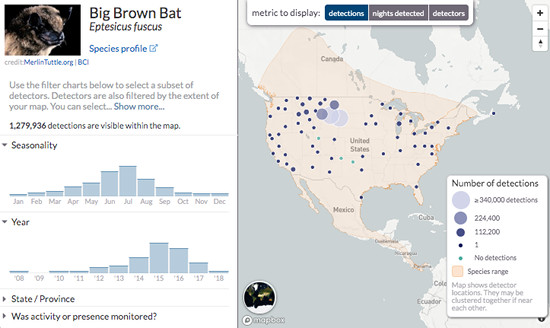 Big Brown Bat
Eptesicus fuscus
Species profile
credit:MerlinTuttle.org | BCI
Use the filter charts below to select a subset of
detectors. Detectors are also filtered by the extent of
your map. You can select... Show more...
1,279,936 detections are visible within the map.
Seasonality
Jan Feb Mar Apr May Jun Jul Aug Sep Oct Nov Dec
Year
'08 '09 '10 '11 '12 '13 '14 '15 '16 '17 '18
State / Province
Was activity or presence monitored?
metric to display: detections nights detected detectors
+
−
Canada
United
States
Mexico
Cuba
Guatemala
Nicaragua
Panama
Colombia
Ecuador
Number of detections
≥ 340,000 detections
224,400
112,200
1
No detections
Species range
Map shows detector
locations. They may be
clustered together if near
each other.
mapbox